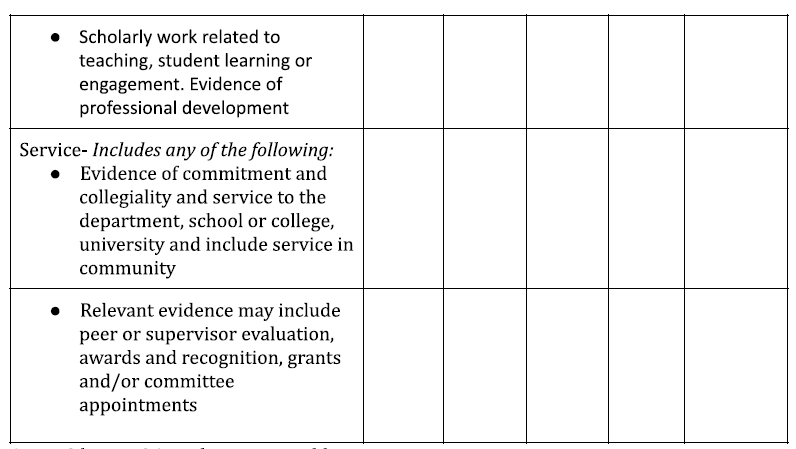 ● Scholarly work related to
teaching, student learning or
engagement. Evidence of
professional development
Service- Includes any of the following:
● Evidence of commitment and
collegiality and service to the
department, school or college,
university and include service in
community
● Relevant evidence may include
peer or supervisor evaluation,
awards and recognition, grants
and/or committee
appointments